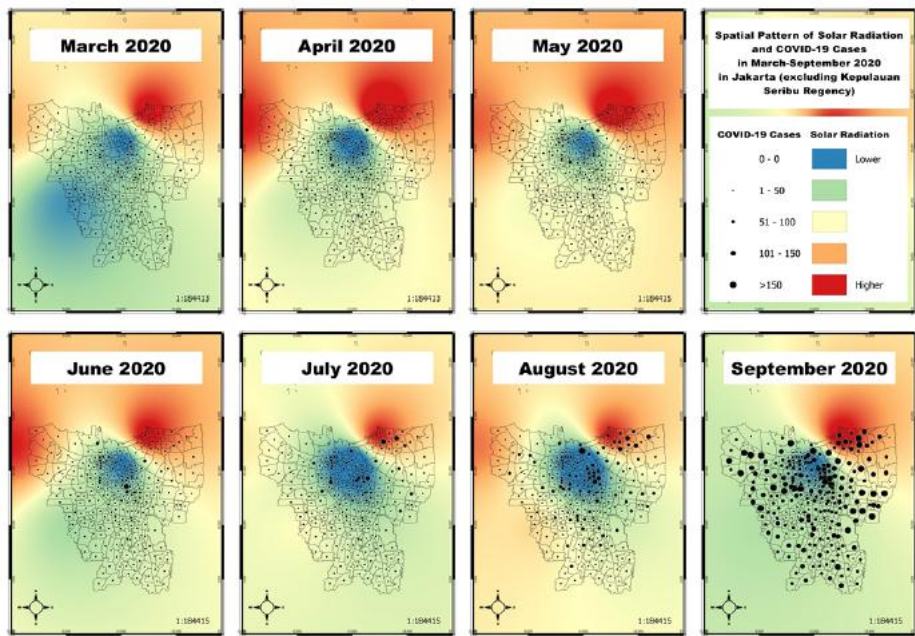 March 2020
April 2020
May 2020
Spatial Pattern of Solar Radiation
and COVID-19 Cases
in March-September 2020
in Jakarta (excluding Kepulauan
Seribu Regency)
COVID-19 Cases Solar Radiation
0 - 0 Lower
1 - 50
51 - 100
101 - 150
>150 Higher
1:184415
1:184415
June 2020
July 2020
August 2020
September 2020
1:184415
1:184415
1:184415
1:184415